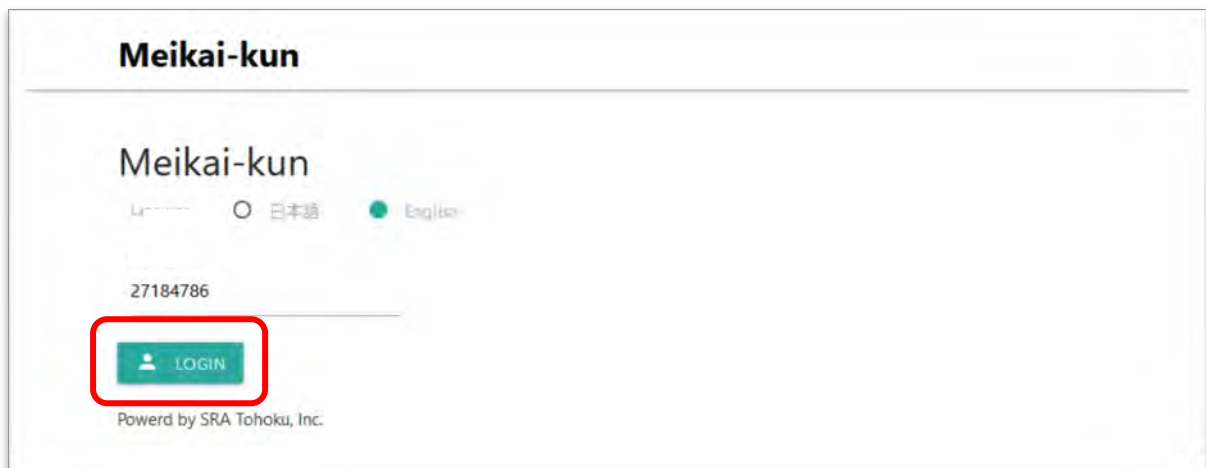 Meikai-kun
Meikai-kun
日本語 English
27184786
LOGIN
Powerd by SRA Tohoku, Inc.